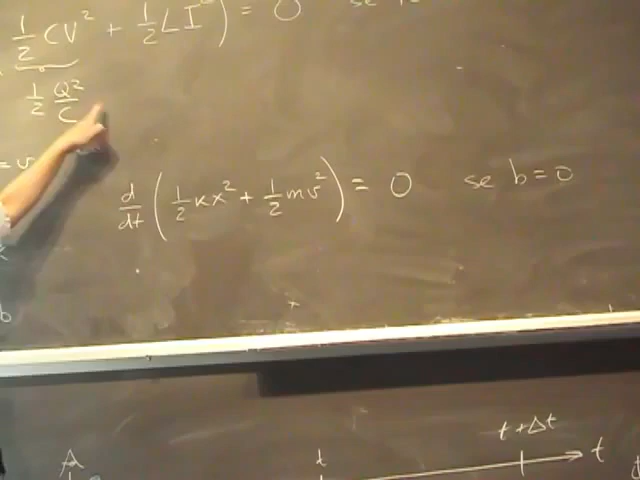 ½ CV² + ½ LI²) = 0 se
½ Q²/C
= v
d/dt (½ kx² + ½ mv²) = 0 se b = 0
b
t + Δt
A t t